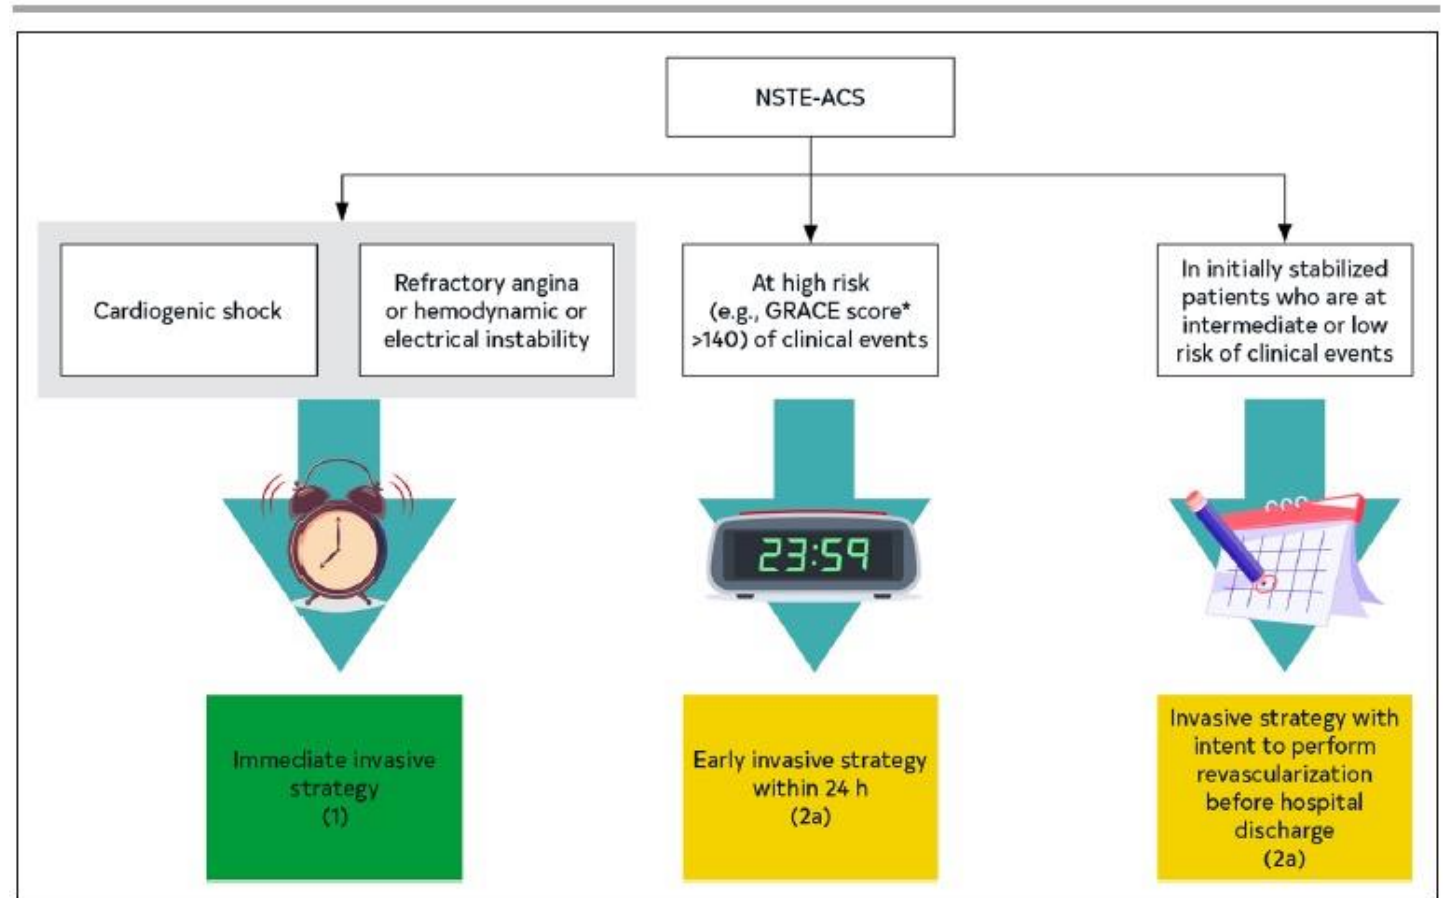 NSTE-ACS
Cardiogenic shock
Refractory angina
or hemodynamic or
electrical instability
At high risk
(e.g., GRACE score*
>140) of clinical events
In initially stabilized
patients who are at
intermediate or low
risk of clinical events
23:59
Immediate invasive
strategy
(1)
Early invasive strategy
within 24 h
(2a)
Invasive strategy with
intent to perform
revascularization
before hospital
discharge
(2a)